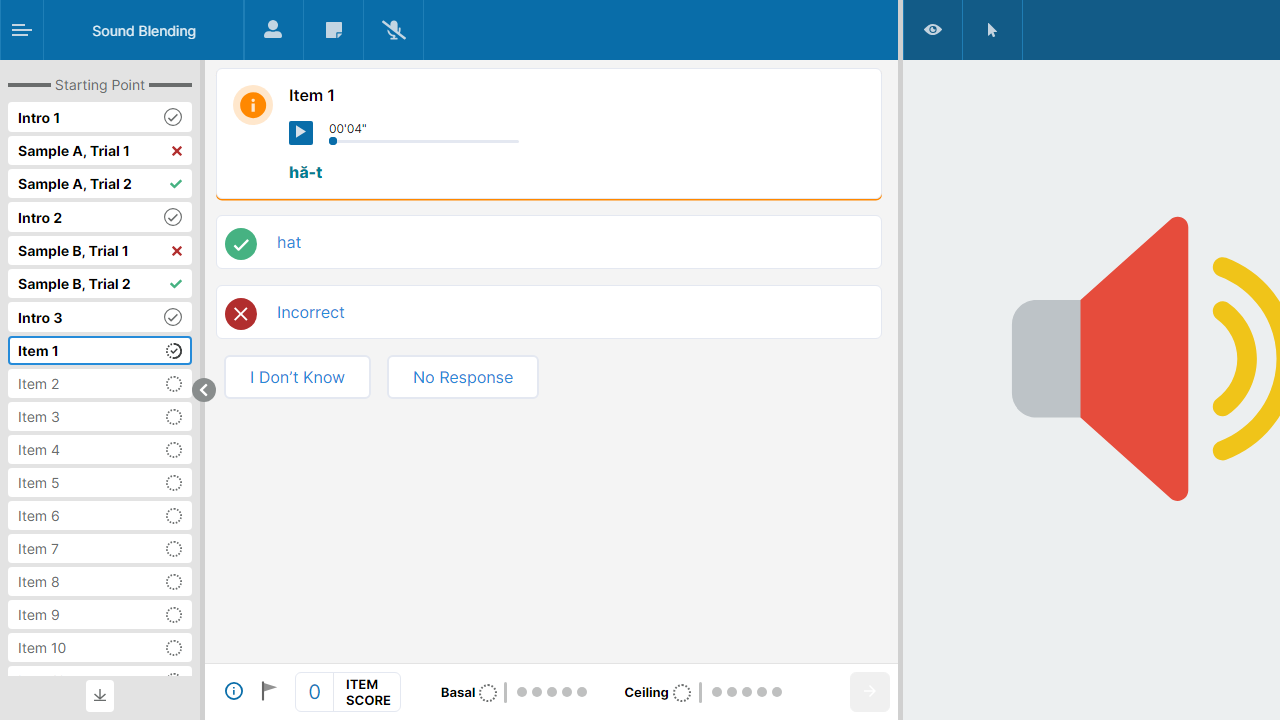 Sound Blending
Starting Point
Intro 1
Sample A, Trial 1
Sample A, Trial 2
Intro 2
Sample B, Trial 1
Sample B, Trial 2
Intro 3
Item 1
Item 2
Item 3
Item 4
Item 5
Item 6
Item 7
Item 8
Item 9
Item 10
Item 1
00'04"
hă-t
hat
Incorrect
I Don’t Know
No Response
0
ITEM
SCORE
Basal
Ceiling